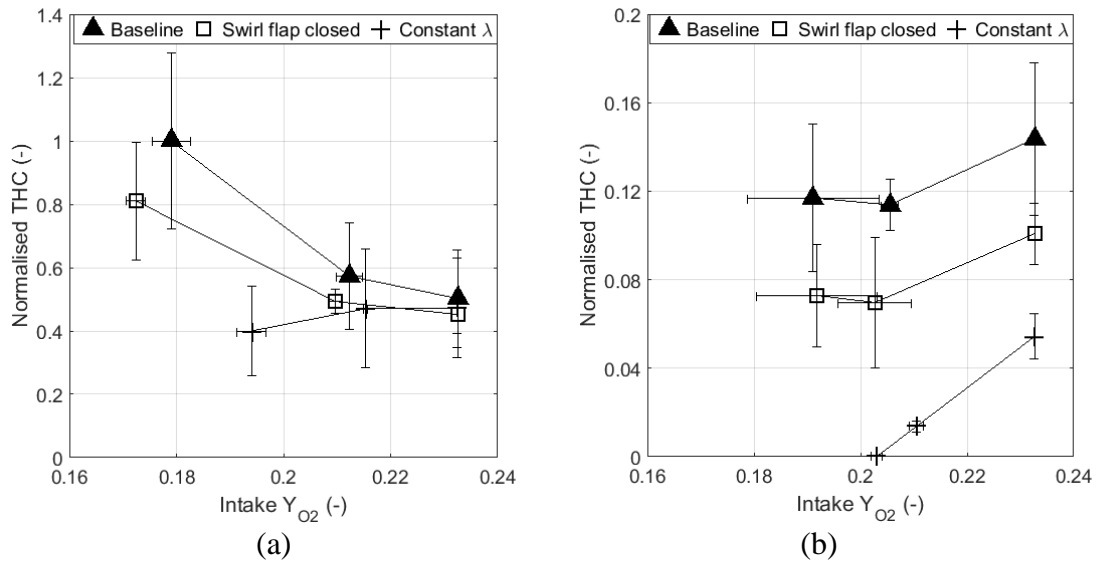 ▲ Baseline □ Swirl flap closed + Constant λ
1.4
1.2
1
0.8
0.6
0.4
0.2
0
Normalised THC (-)
0.16 0.18 0.2 0.22 0.24
Intake Y_O2 (-)
(a)
▲ Baseline □ Swirl flap closed + Constant λ
0.2
0.16
0.12
0.08
0.04
0
Normalised THC (-)
0.16 0.18 0.2 0.22 0.24
Intake Y_O2 (-)
(b)